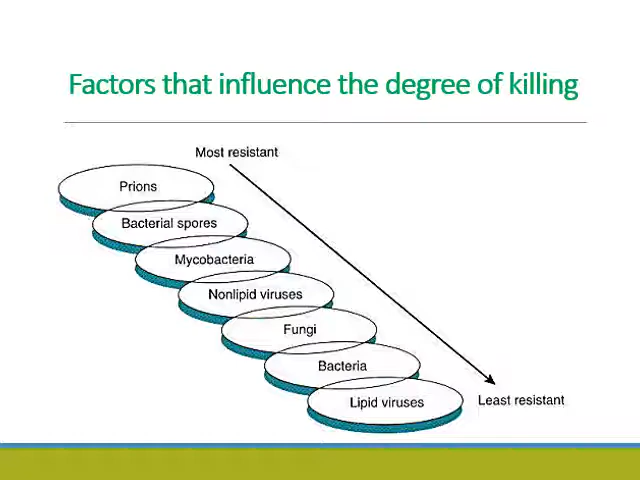 Factors that influence the degree of killing
Most resistant
Prions
Bacterial spores
Mycobacteria
Nonlipid viruses
Fungi
Bacteria
Lipid viruses
Least resistant